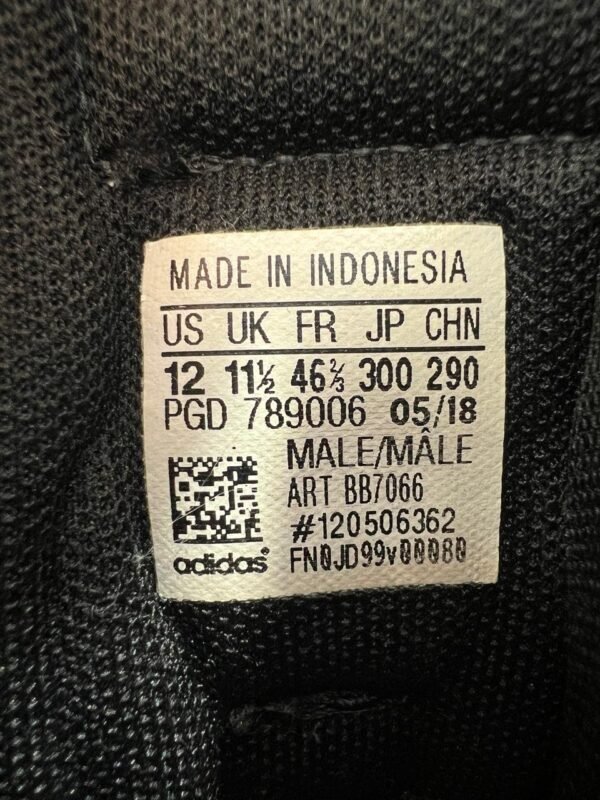 MADE IN INDONESIA
US UK FR JP CHN
12 11½ 46⅔ 300 290
PGD 789006 05/18
MALE/MÂLE
ART BB7066
#120506362
adidas® FN0JD99v00080